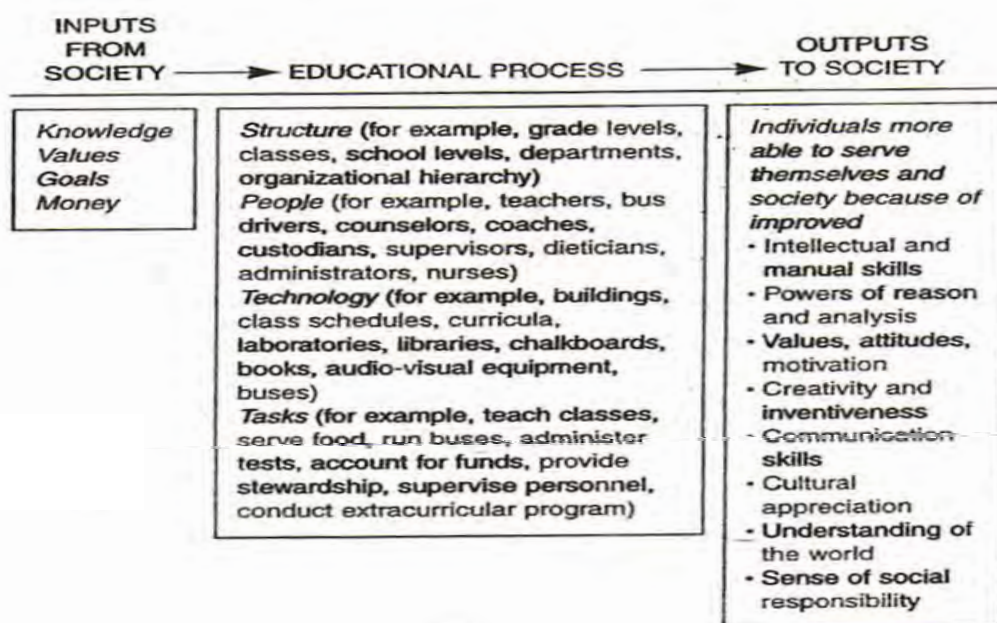 INPUTS
FROM
SOCIETY
EDUCATIONAL PROCESS
OUTPUTS
TO SOCIETY
Knowledge
Values
Goals
Money
Structure (for example, grade levels,
classes, school levels, departments,
organizational hierarchy)
People (for example, teachers, bus
drivers, counselors, coaches,
custodians, supervisors, dieticians,
administrators, nurses)
Technology (for example, buildings,
class schedules, curricula,
laboratories, libraries, chalkboards,
books, audio-visual equipment,
buses)
Tasks (for example, teach classes,
serve food, run buses, administer
tests, account for funds, provide
stewardship, supervise personnel,
conduct extracurricular program)
Individuals more
able to serve
themselves and
society because of
improved
• Intellectual and
manual skills
• Powers of reason
and analysis
• Values, attitudes,
motivation
• Creativity and
inventiveness
• Communication
skills
• Cultural
appreciation
• Understanding of
the world
• Sense of social
responsibility